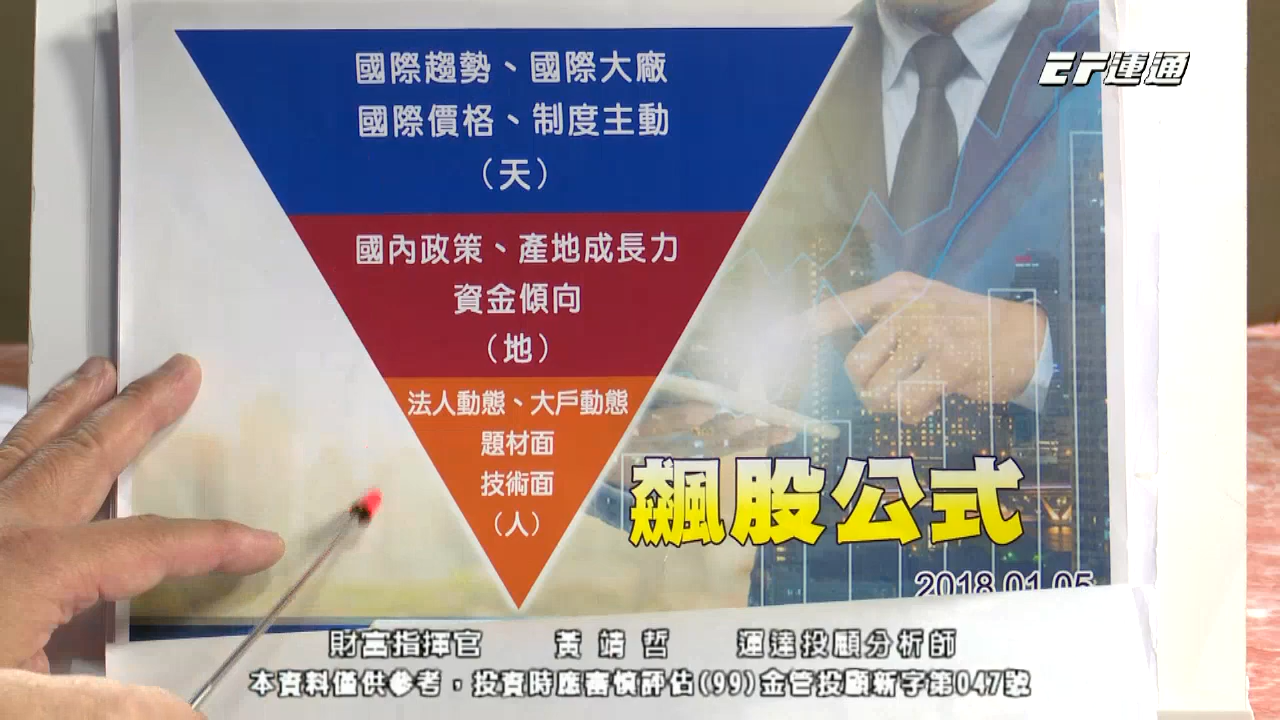 EF運通
國際趨勢、國際大廠
國際價格、制度主動
（天）
國內政策、產地成長力
資金傾向
（地）
法人動態、大戶動態
題材面
技術面
（人）
飆股公式
2018.01.05
財富指揮官 黃靖哲 運達投顧分析師
本資料僅供參考，投資時應審慎評估(99)金管投顧新字第047號